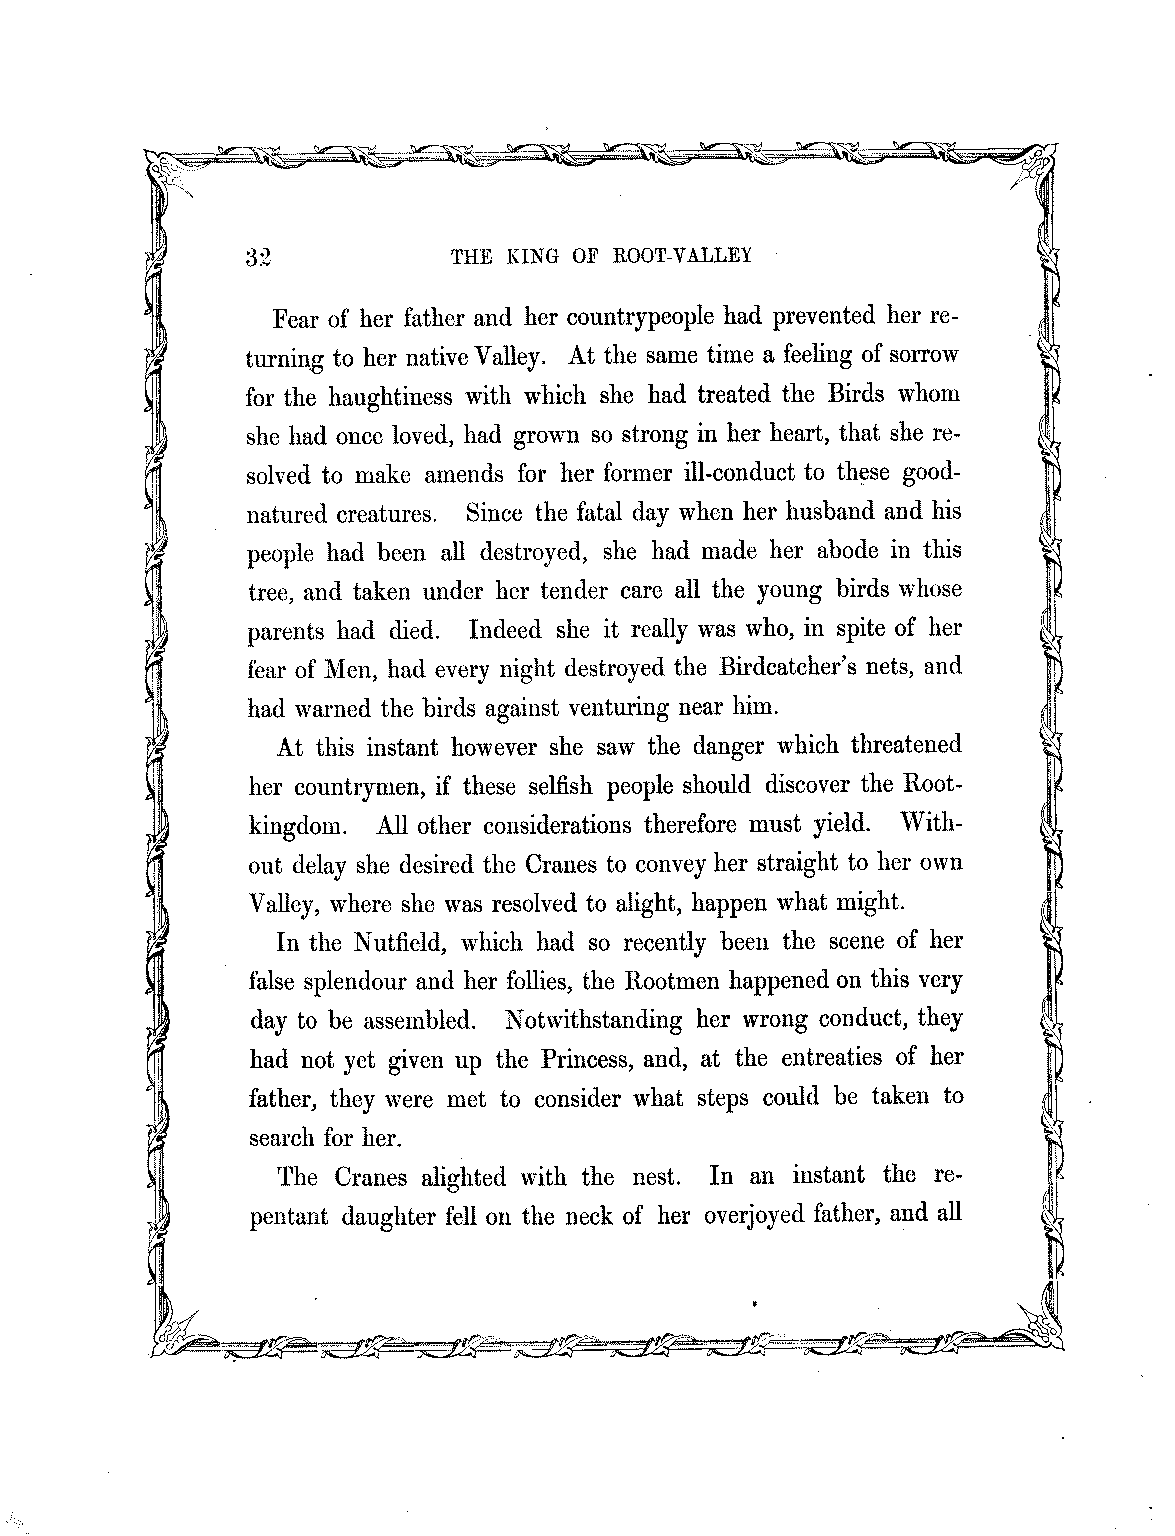 32 THE KING OF ROOT-VALLEY
Fear of her father and her countrypeople had prevented her re-
turning to her native Valley. At the same time a feeling of sorrow
for the haughtiness with which she had treated the Birds whom
she had once loved, had grown so strong in her heart, that she re-
solved to make amends for her former ill-conduct to these good-
natured creatures. Since the fatal day when her husband and his
people had been all destroyed, she had made her abode in this
tree, and taken under her tender care all the young birds whose
parents had died. Indeed she it really was who, in spite of her
fear of Men, had every night destroyed the Birdcatcher's nets, and
had warned the birds against venturing near him.
At this instant however she saw the danger which threatened
her countrymen, if these selfish people should discover the Root-
kingdom. All other considerations therefore must yield. With-
out delay she desired the Cranes to convey her straight to her own
Valley, where she was resolved to alight, happen what might.
In the Nutfield, which had so recently been the scene of her
false splendour and her follies, the Rootmen happened on this very
day to be assembled. Notwithstanding her wrong conduct, they
had not yet given up the Princess, and, at the entreaties of her
father, they were met to consider what steps could be taken to
search for her.
The Cranes alighted with the nest. In an instant the re-
pentant daughter fell on the neck of her overjoyed father, and all